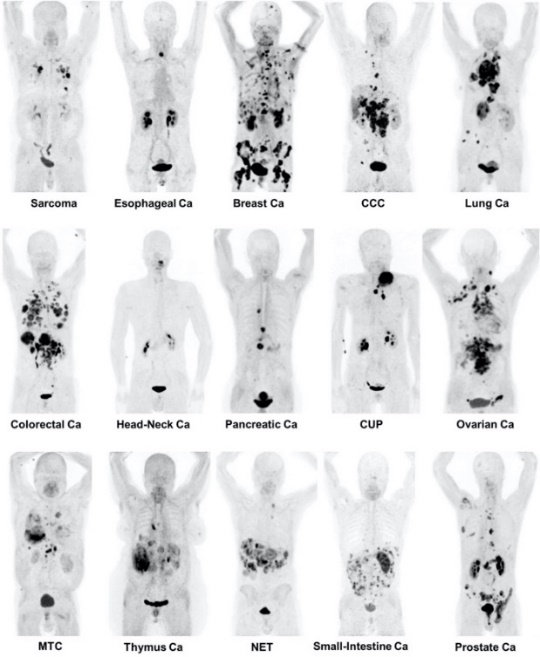 Sarcoma Esophageal Ca Breast Ca CCC Lung Ca
Colorectal Ca Head-Neck Ca Pancreatic Ca CUP Ovarian Ca
MTC Thymus Ca NET Small-Intestine Ca Prostate Ca